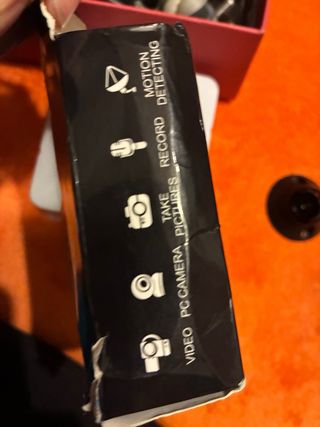 VIDEO
PC CAMERA
TAKE
PICTURES
RECORD
MOTION
DETECTING